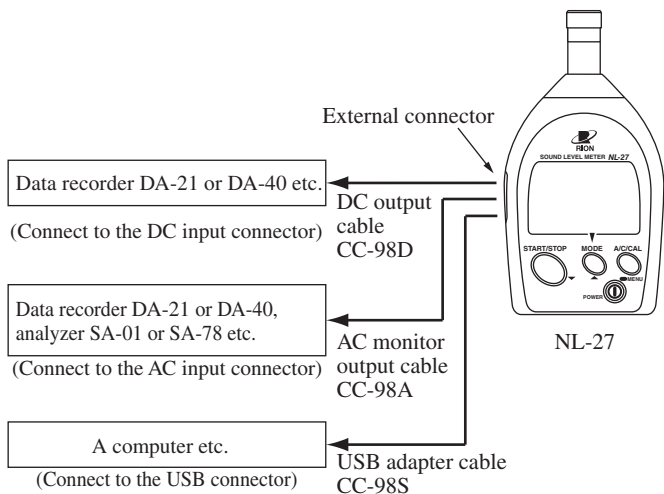 External connector
RION
SOUND LEVEL METER NL-27
Data recorder DA-21 or DA-40 etc.
(Connect to the DC input connector)
DC output
cable
CC-98D
START/STOP MODE A/C/CAL
MENU
POWER
NL-27
Data recorder DA-21 or DA-40,
analyzer SA-01 or SA-78 etc.
(Connect to the AC input connector)
AC monitor
output cable
CC-98A
A computer etc.
(Connect to the USB connector)
USB adapter cable
CC-98S